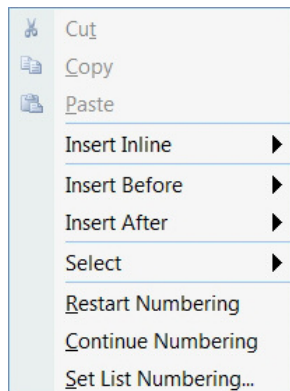 Cut
Copy
Paste
Insert Inline
Insert Before
Insert After
Select
Restart Numbering
Continue Numbering
Set List Numbering...